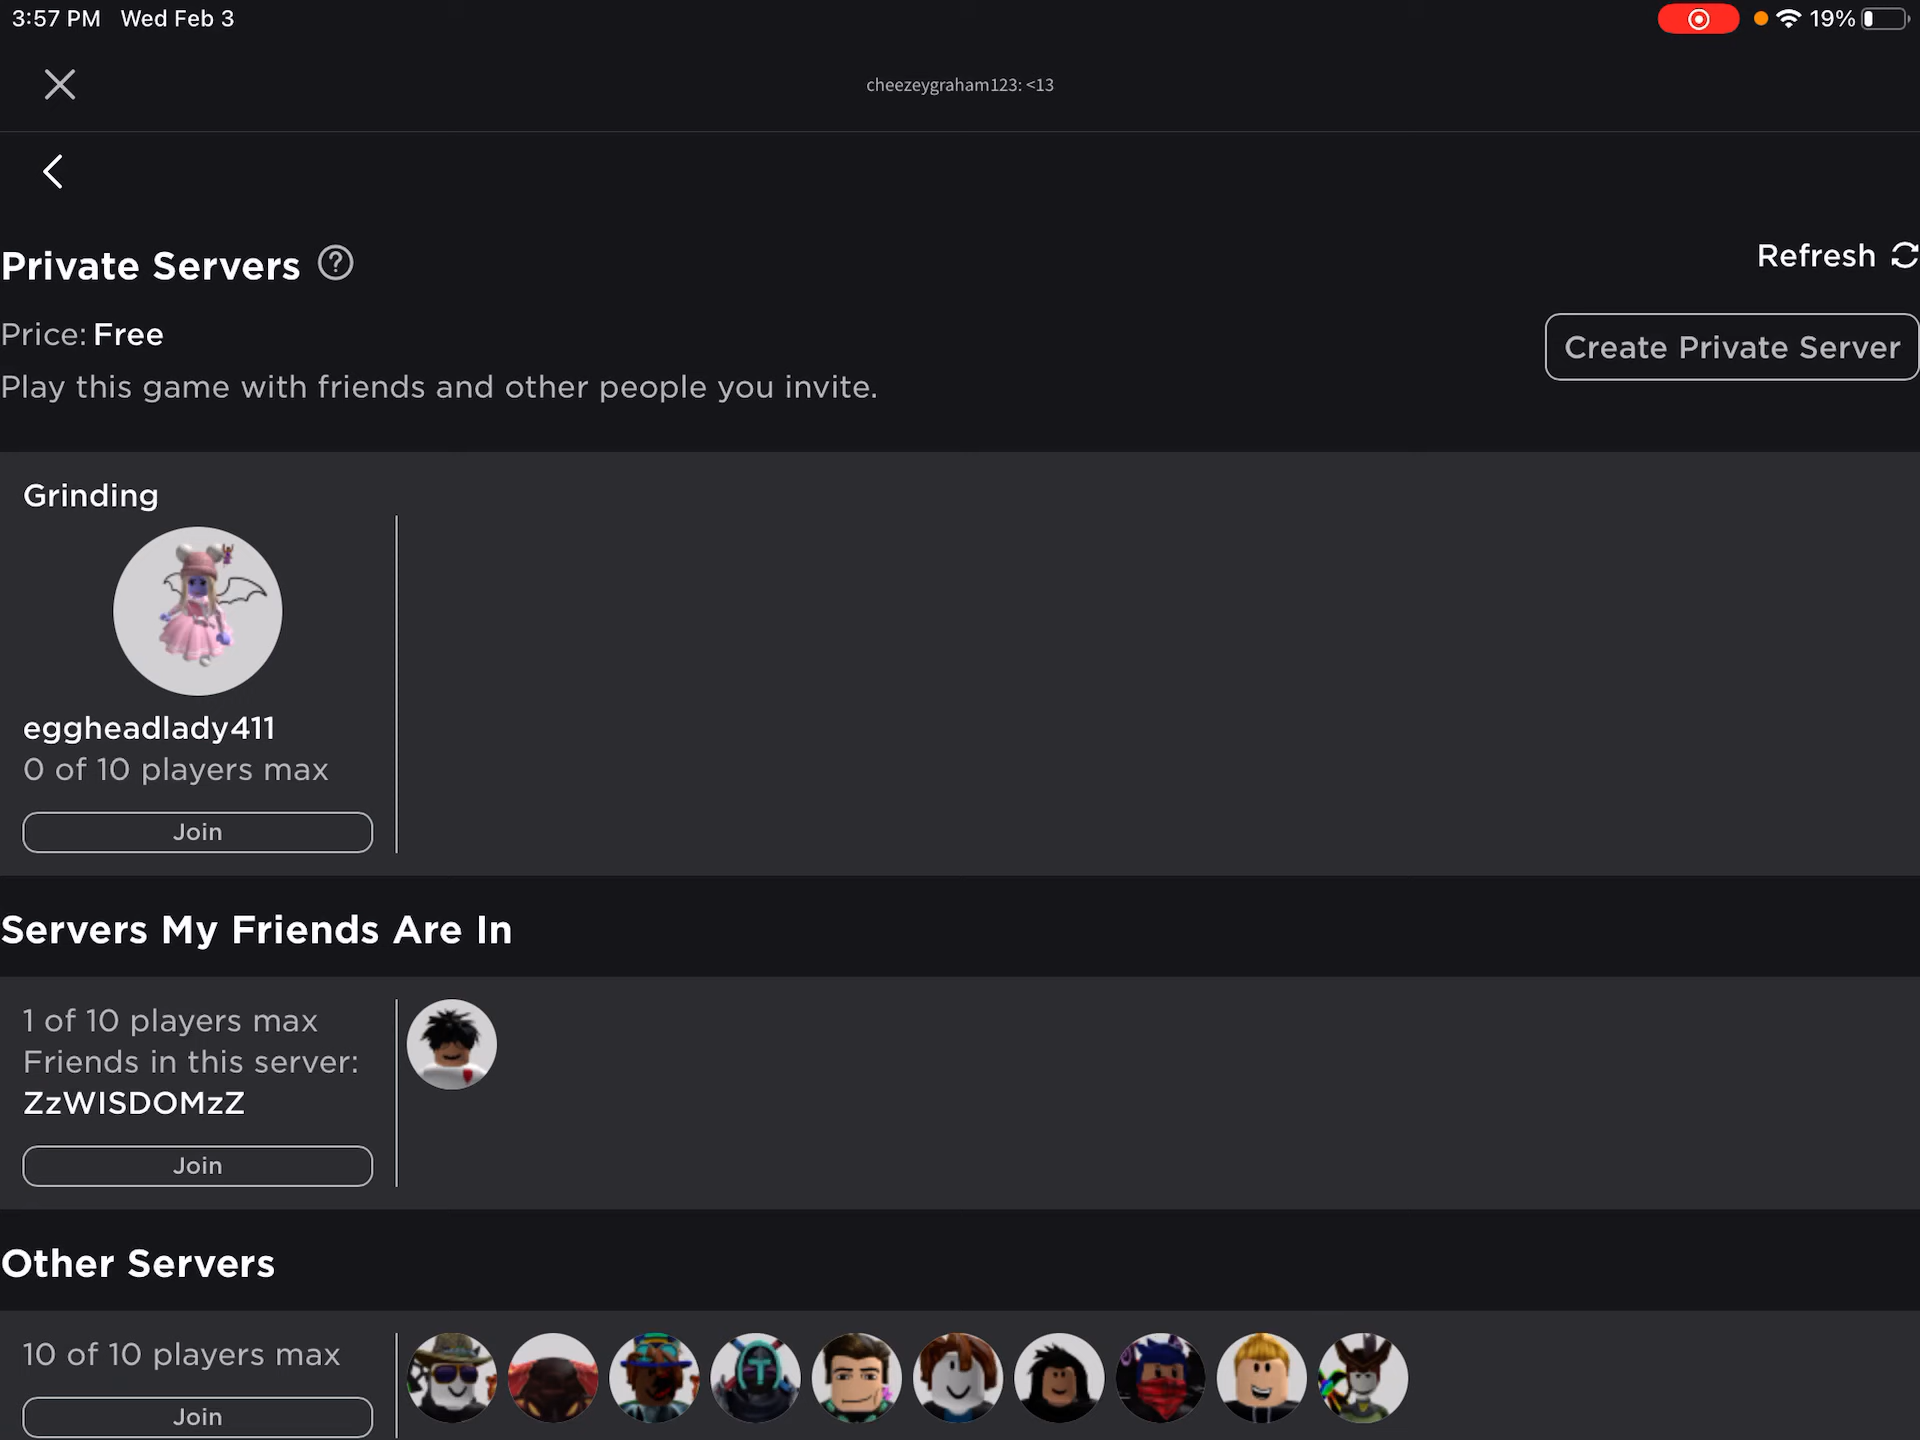 3:57 PM Wed Feb 3
19%
cheezeygraham123: <13
Private Servers ?
Refresh
Price: Free
Create Private Server
Play this game with friends and other people you invite.
Grinding
eggheadlady411
0 of 10 players max
Join
Servers My Friends Are In
1 of 10 players max
Friends in this server:
ZzWISDOMzZ
Join
Other Servers
10 of 10 players max
Join